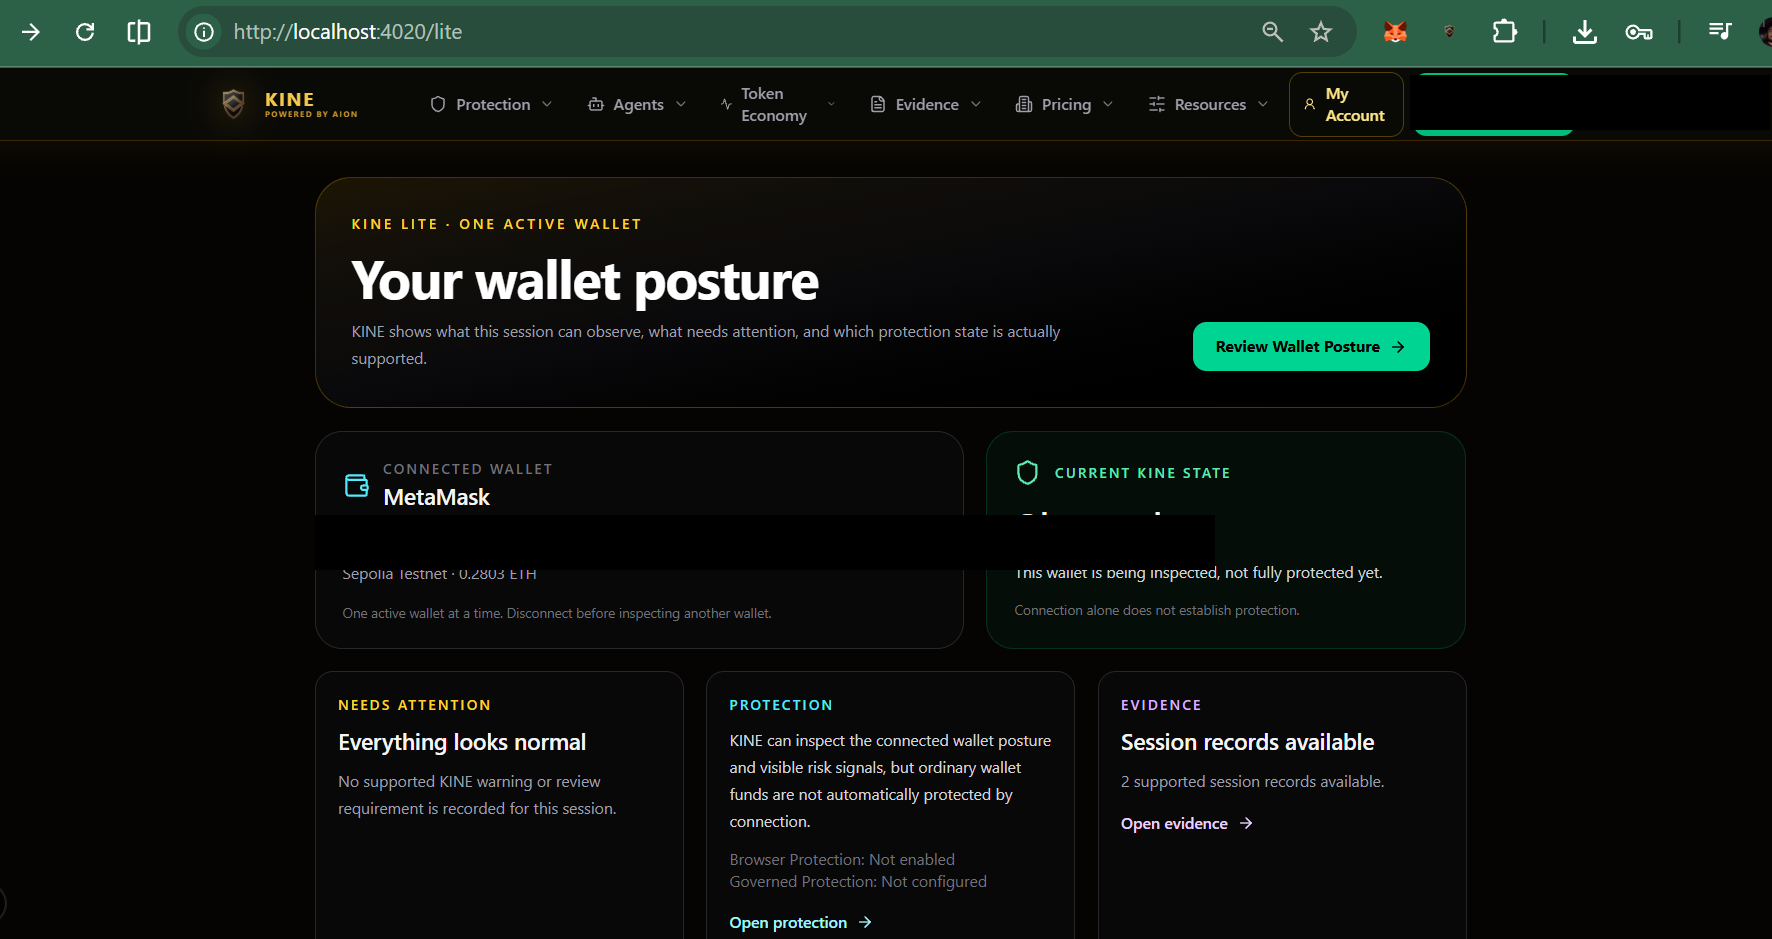 http://localhost:4020/lite
KINE
POWERED BY AION
Protection
Agents
Token
Economy
Evidence
Pricing
Resources
My
Account
KINE LITE · ONE ACTIVE WALLET
Your wallet posture
KINE shows what this session can observe, what needs attention, and which protection state is actually
supported.
Review Wallet Posture
CONNECTED WALLET
MetaMask
Sepolia Testnet · 0.2803 ETH
One active wallet at a time. Disconnect before inspecting another wallet.
CURRENT KINE STATE
This wallet is being inspected, not fully protected yet.
Connection alone does not establish protection.
NEEDS ATTENTION
Everything looks normal
No supported KINE warning or review
requirement is recorded for this session.
PROTECTION
KINE can inspect the connected wallet posture
and visible risk signals, but ordinary wallet
funds are not automatically protected by
connection.
Browser Protection: Not enabled
Governed Protection: Not configured
Open protection
EVIDENCE
Session records available
2 supported session records available.
Open evidence